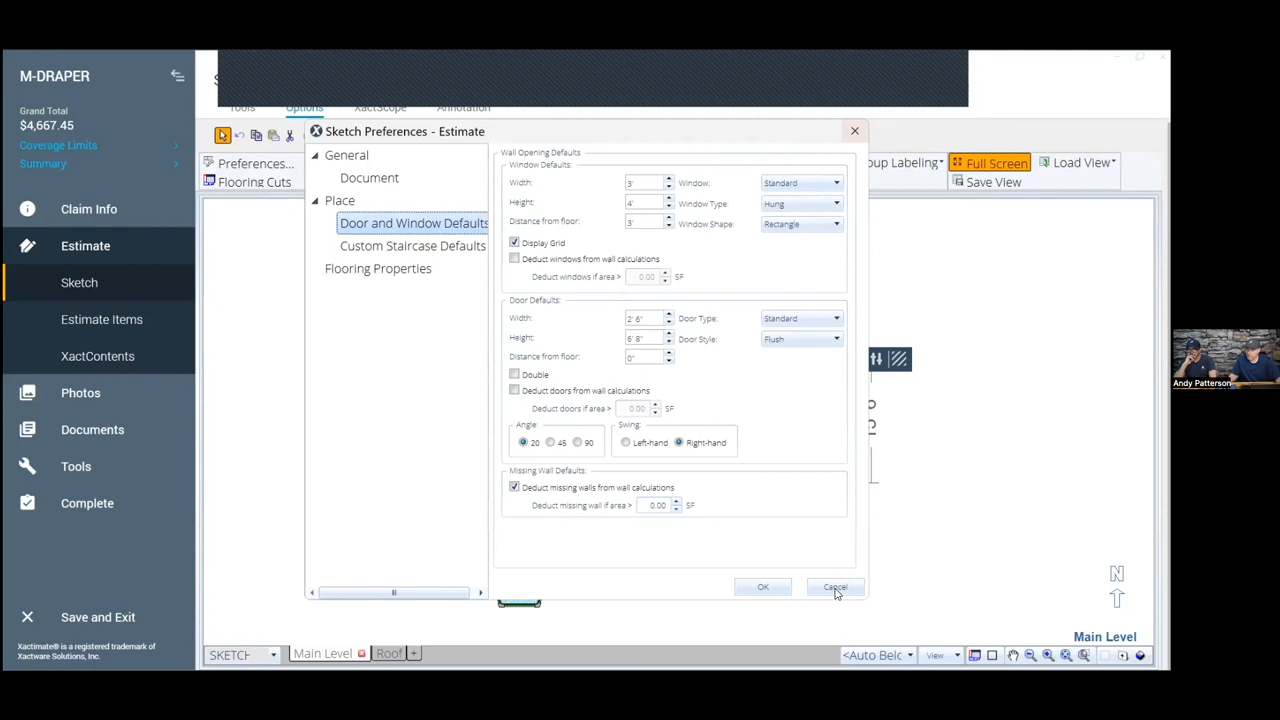 M-DRAPER
Grand Total
$4,667.45
Coverage Limits
Summary
Claim Info
Estimate
Sketch
Estimate Items
XactContents
Photos
Documents
Tools
Complete
Save and Exit
Xactimate® is a registered trademark of
Xactware Solutions, Inc.
Tools Options XactScope Annotation
Preferences...
Flooring Cuts
oup Labeling
Full Screen
Load View
Save View
Sketch Preferences - Estimate
General
Document
Place
Door and Window Defaults
Custom Staircase Defaults
Flooring Properties
Wall Opening Defaults
Window Defaults:
Width: 3' Window: Standard
Height: 4' Window Type: Hung
Distance from floor: 3' Window Shape: Rectangle
Display Grid
Deduct windows from wall calculations
Deduct windows if area > 0.00 SF
Door Defaults:
Width: 2' 6" Door Type: Standard
Height: 6' 8" Door Style: Flush
Distance from floor: 0"
Double
Deduct doors from wall calculations
Deduct doors if area > 0.00 SF
Angle: Swing:
20 45 90 Left-hand Right-hand
Missing Wall Defaults:
Deduct missing walls from wall calculations
Deduct missing wall if area > 0.00 SF
OK Cancel
N
Main Level
SKETCH Main Level Roof + <Auto Belc View
Andy Patterson